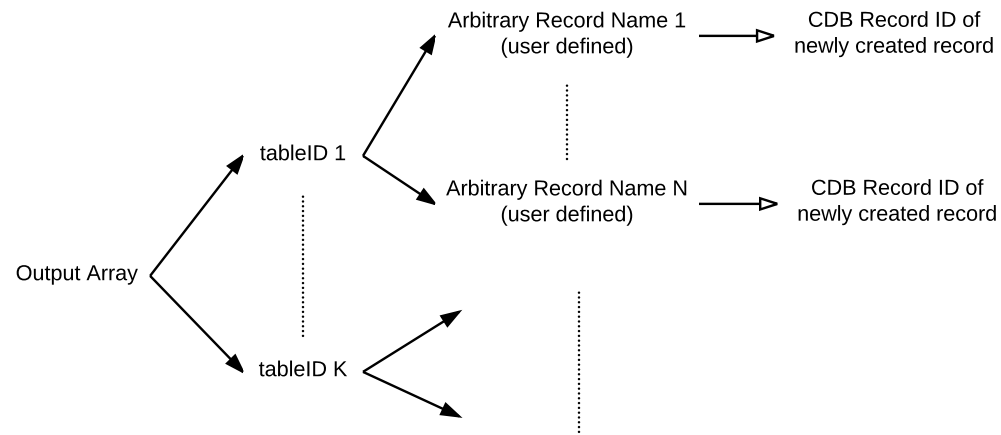 Arbitrary Record Name 1
(user defined)
CDB Record ID of
newly created record
tableID 1
Arbitrary Record Name N
(user defined)
CDB Record ID of
newly created record
Output Array
tableID K